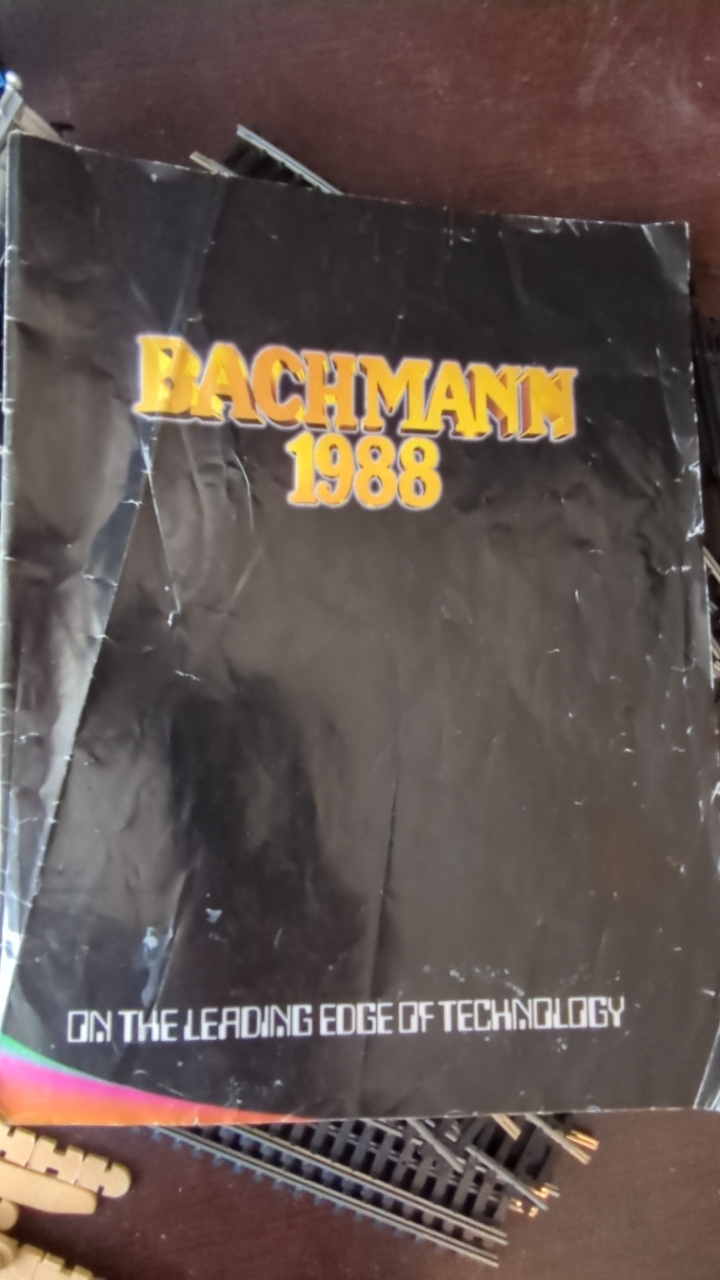 BACHMANN
1988
ON THE LEADING EDGE OF TECHNOLOGY